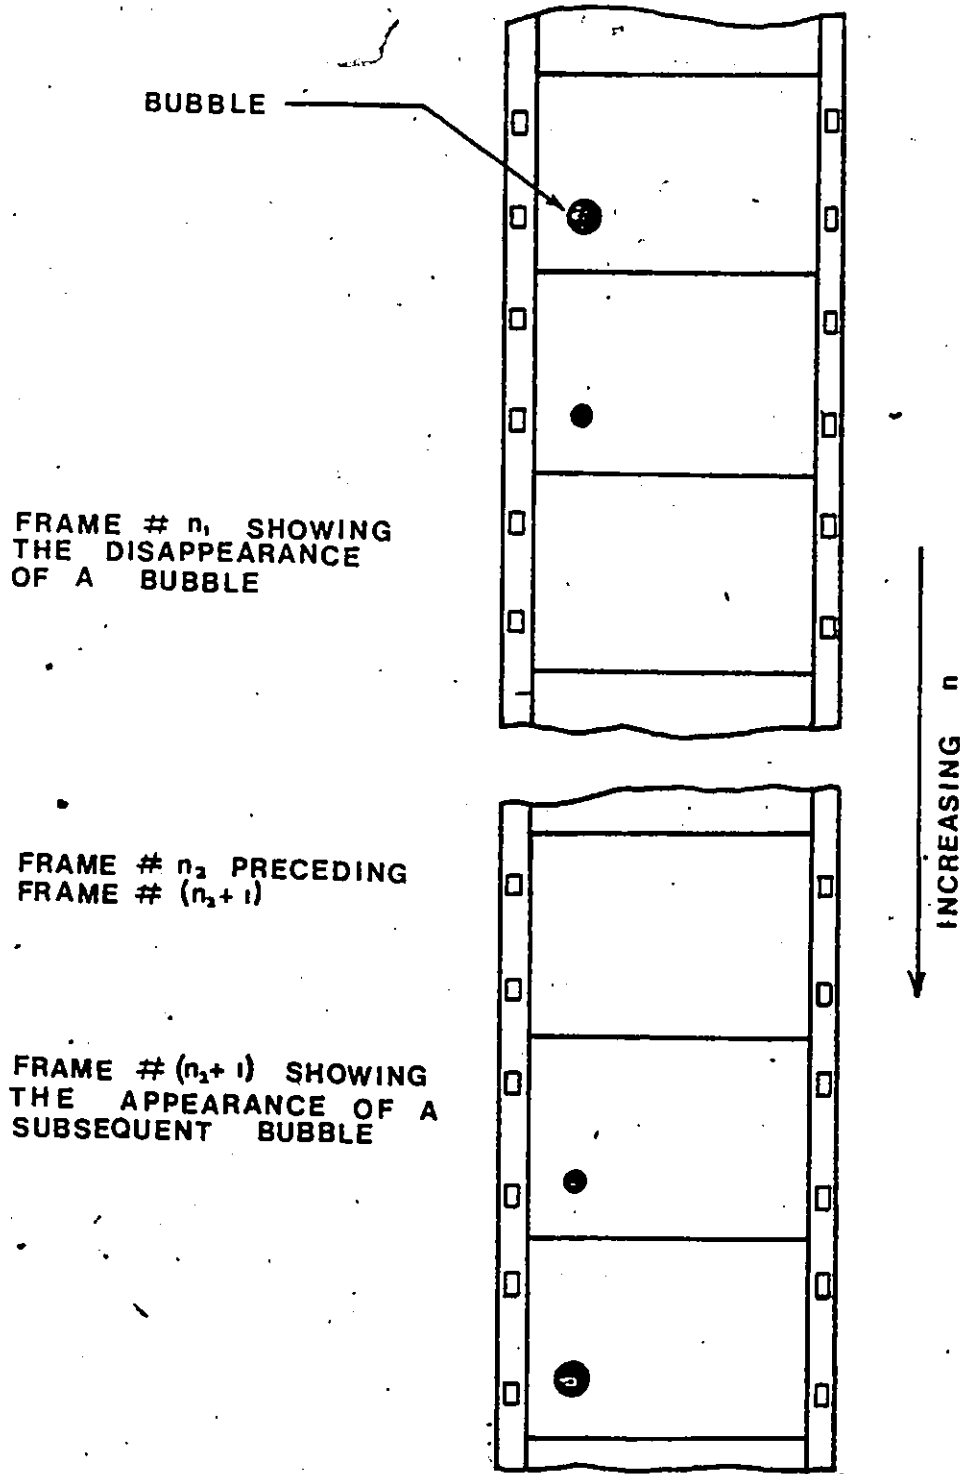 BUBBLE
FRAME # n₁ SHOWING
THE DISAPPEARANCE
OF A BUBBLE
INCREASING n
FRAME # n₂ PRECEDING
FRAME # (n₂+ 1)
FRAME # (n₂+ 1) SHOWING
THE APPEARANCE OF A
SUBSEQUENT BUBBLE